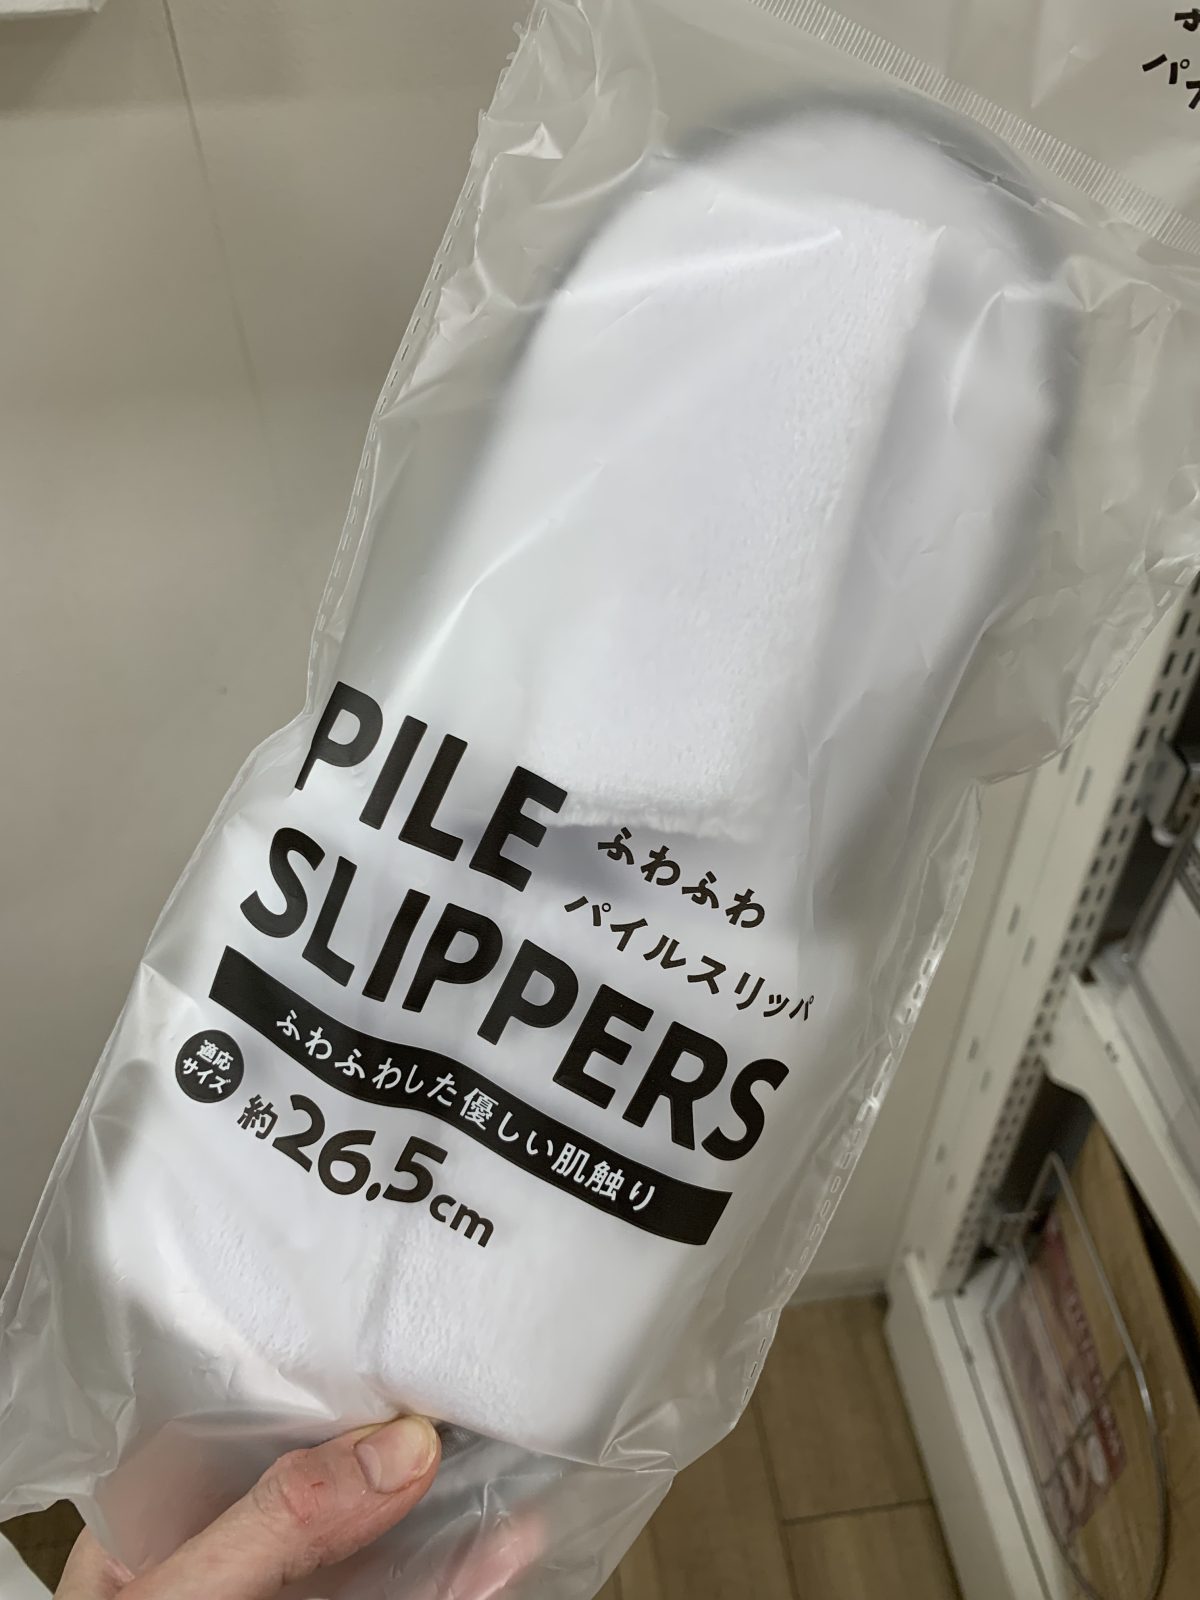 PILE
SLIPPERS
ふわふわ
パイルスリッパ
ふわふわした優しい肌触り
適応
サイズ
約26.5cm